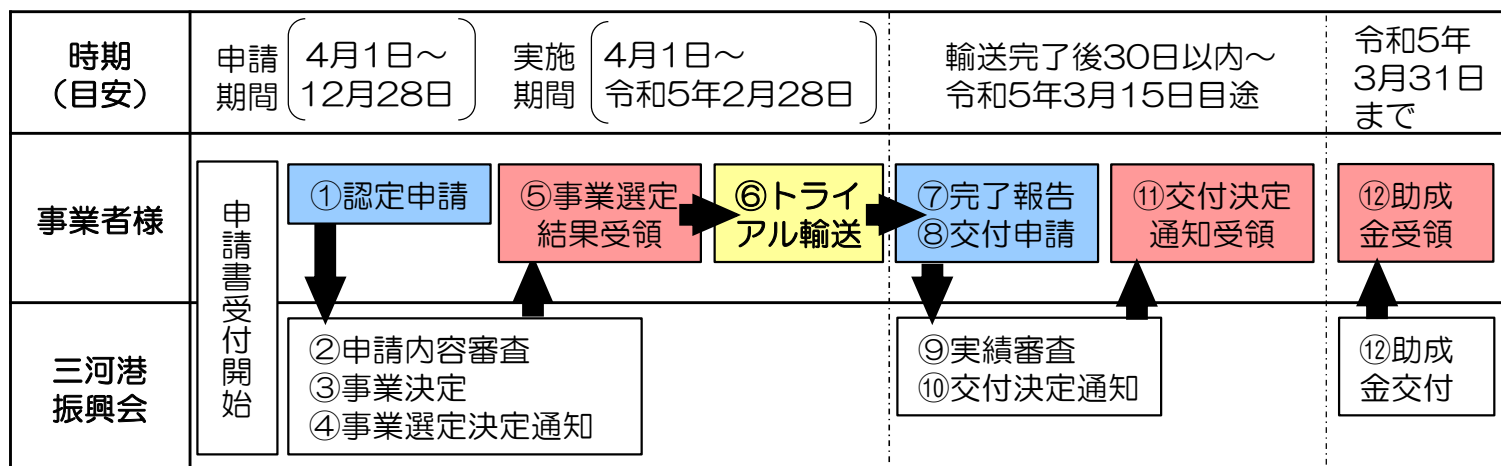 時期
（目安）
申請
期間
4月1日～
12月28日
実施
期間
4月1日～
令和5年2月28日
輸送完了後30日以内～
令和5年3月15日目途
令和5年
3月31日
まで
事業者様
申請書受付開始
①認定申請
⑤事業選定
結果受領
⑥トライ
アル輸送
⑦完了報告
⑧交付申請
⑪交付決定
通知受領
⑫助成
金受領
三河港
振興会
②申請内容審査
③事業決定
④事業選定決定通知
⑨実績審査
⑩交付決定通知
⑫助成
金交付